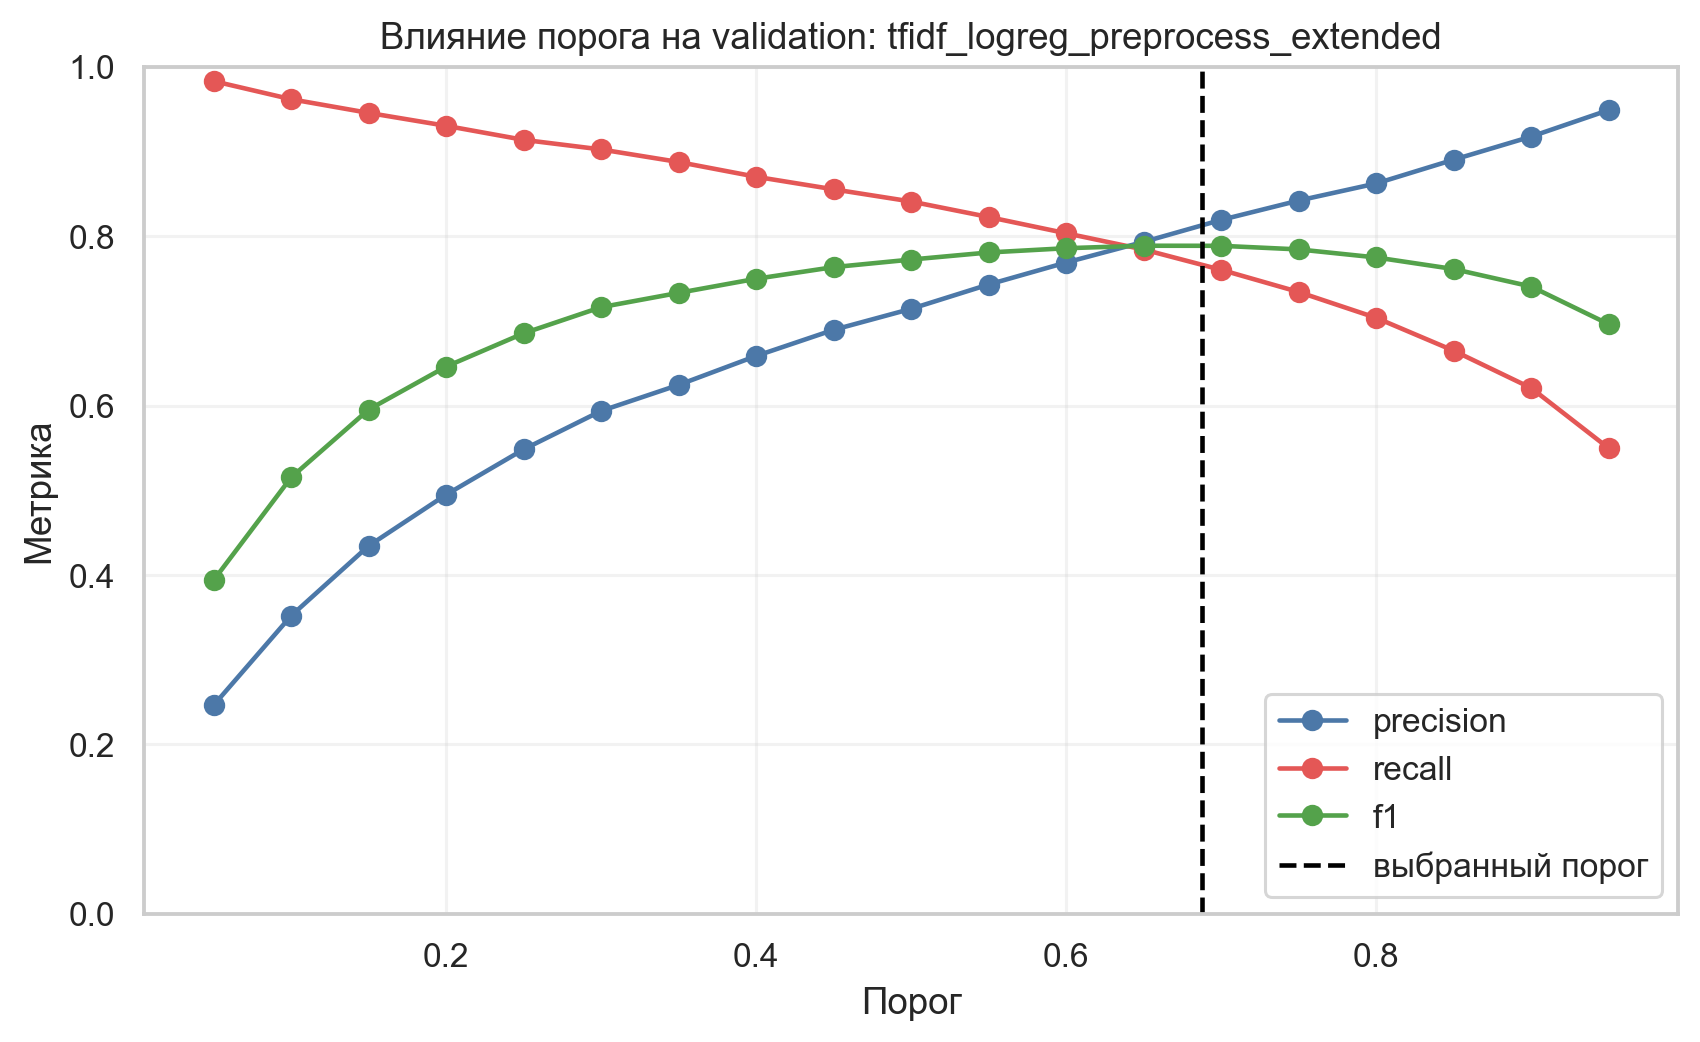 Влияние порога на validation: tfidf_logreg_preprocess_extended
Метрика
1.0
0.8
0.6
0.4
0.2
0.0
0.2
0.4
0.6
0.8
Порог
precision
recall
f1
выбранный порог